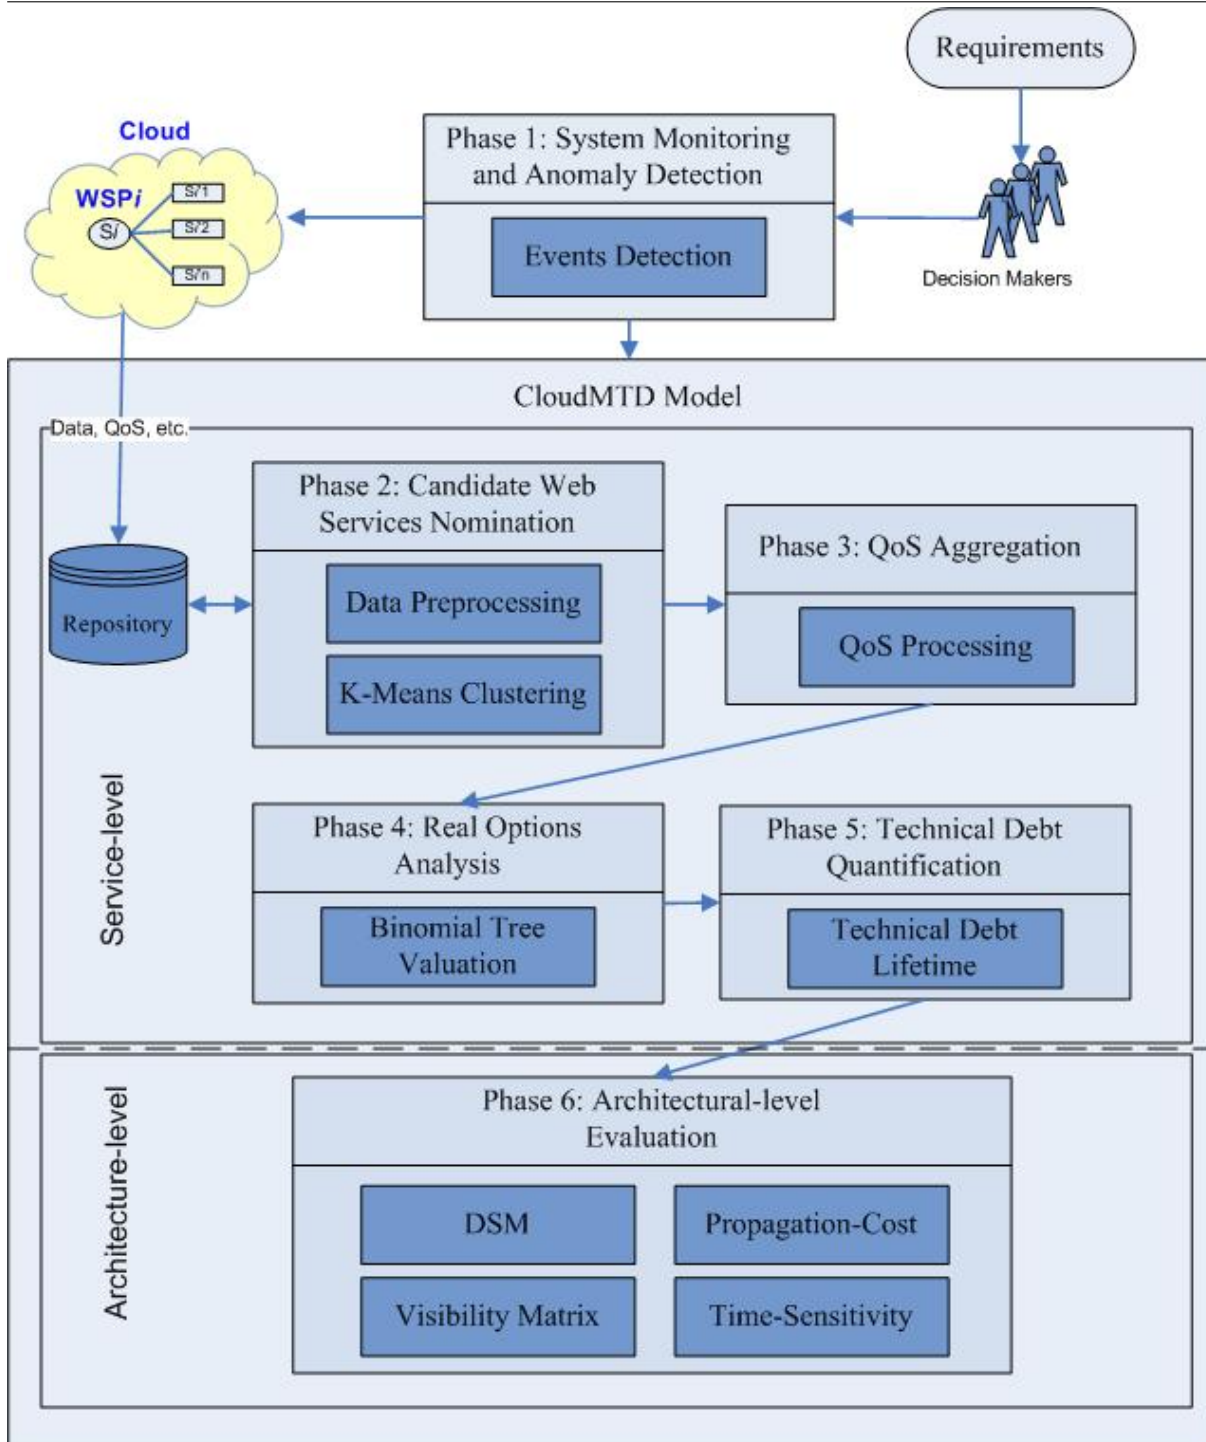 Requirements
Phase 1: System Monitoring
and Anomaly Detection
Events Detection
Decision Makers
Cloud
WSPi
Si
Si'1
Si'2
Si'n
CloudMTD Model
Data, QoS, etc.
Repository
Phase 2: Candidate Web
Services Nomination
Data Preprocessing
K-Means Clustering
Phase 3: QoS Aggregation
QoS Processing
Service-level
Phase 4: Real Options
Analysis
Binomial Tree
Valuation
Phase 5: Technical Debt
Quantification
Technical Debt
Lifetime
Architecture-level
Phase 6: Architectural-level
Evaluation
DSM
Propagation-Cost
Visibility Matrix
Time-Sensitivity